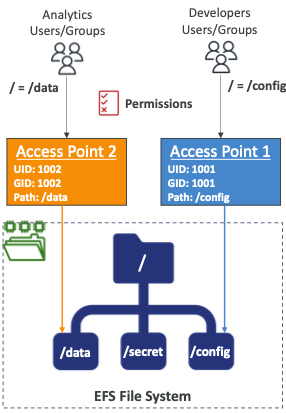 Analytics
Users/Groups
Developers
Users/Groups
/ = /data
/ = /config
Permissions
Access Point 2
UID: 1002
GID: 1002
Path: /data
Access Point 1
UID: 1001
GID: 1001
Path: /config
/
/data
/secret
/config
EFS File System